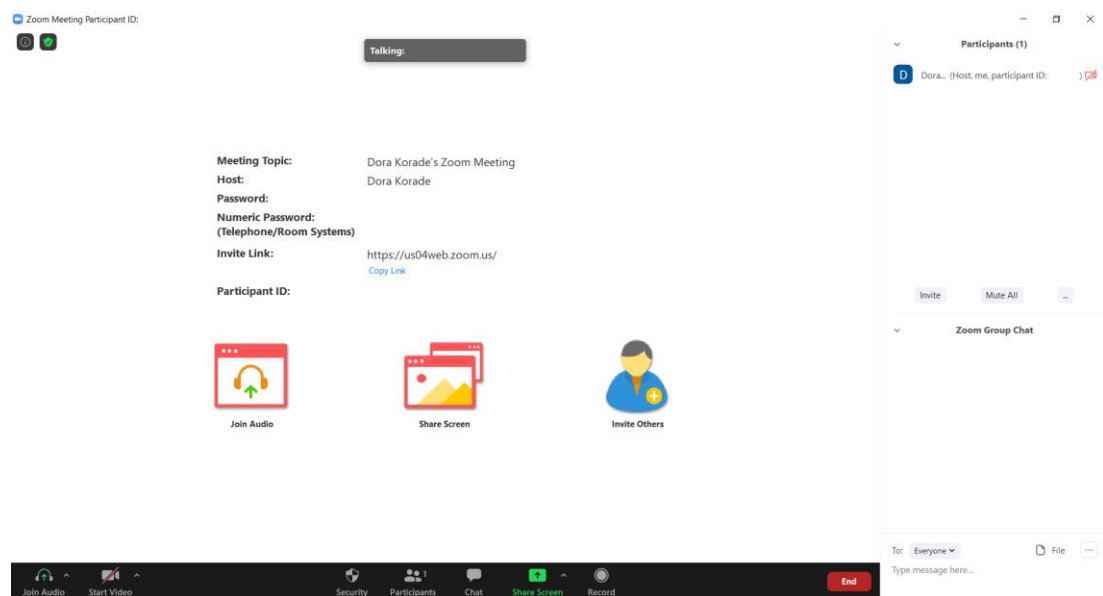 Zoom Meeting Participant ID:
Talking:
Meeting Topic: Dora Korade's Zoom Meeting
Host: Dora Korade
Password:
Numeric Password:
(Telephone/Room Systems)
Invite Link: https://us04web.zoom.us/
Copy Link
Participant ID:
Join Audio Share Screen Invite Others
Join Audio Start Video Security Participants 1 Chat Share Screen Record End
Participants (1)
D Dora... (Host, me, participant ID: )
Invite Mute All ...
Zoom Group Chat
To: Everyone File ...
Type message here...